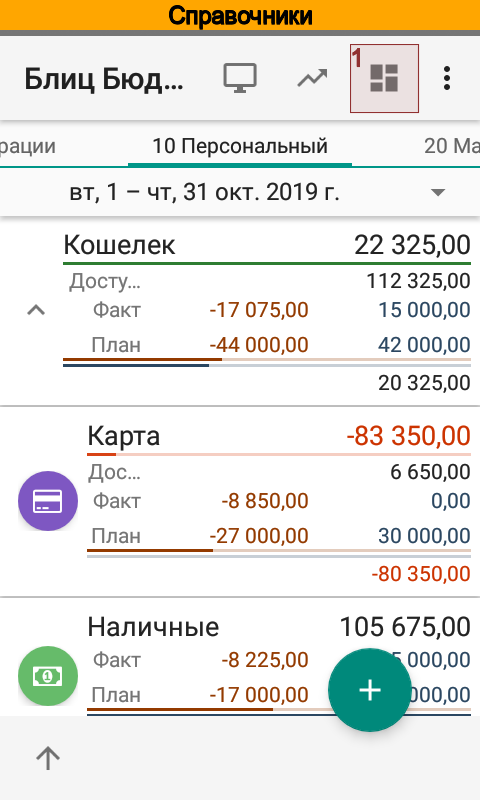 Справочники
Блиц Бюд...
1
рации 10 Персональный 20 Ма
вт, 1 – чт, 31 окт. 2019 г.
Кошелек 22 325,00
Досту... 112 325,00
Факт -17 075,00 15 000,00
План -44 000,00 42 000,00
20 325,00
Карта -83 350,00
Дос... 6 650,00
Факт -8 850,00 0,00
План -27 000,00 30 000,00
-80 350,00
Наличные 105 675,00
Факт -8 225,00 5 000,00
План -17 000,00 000,00